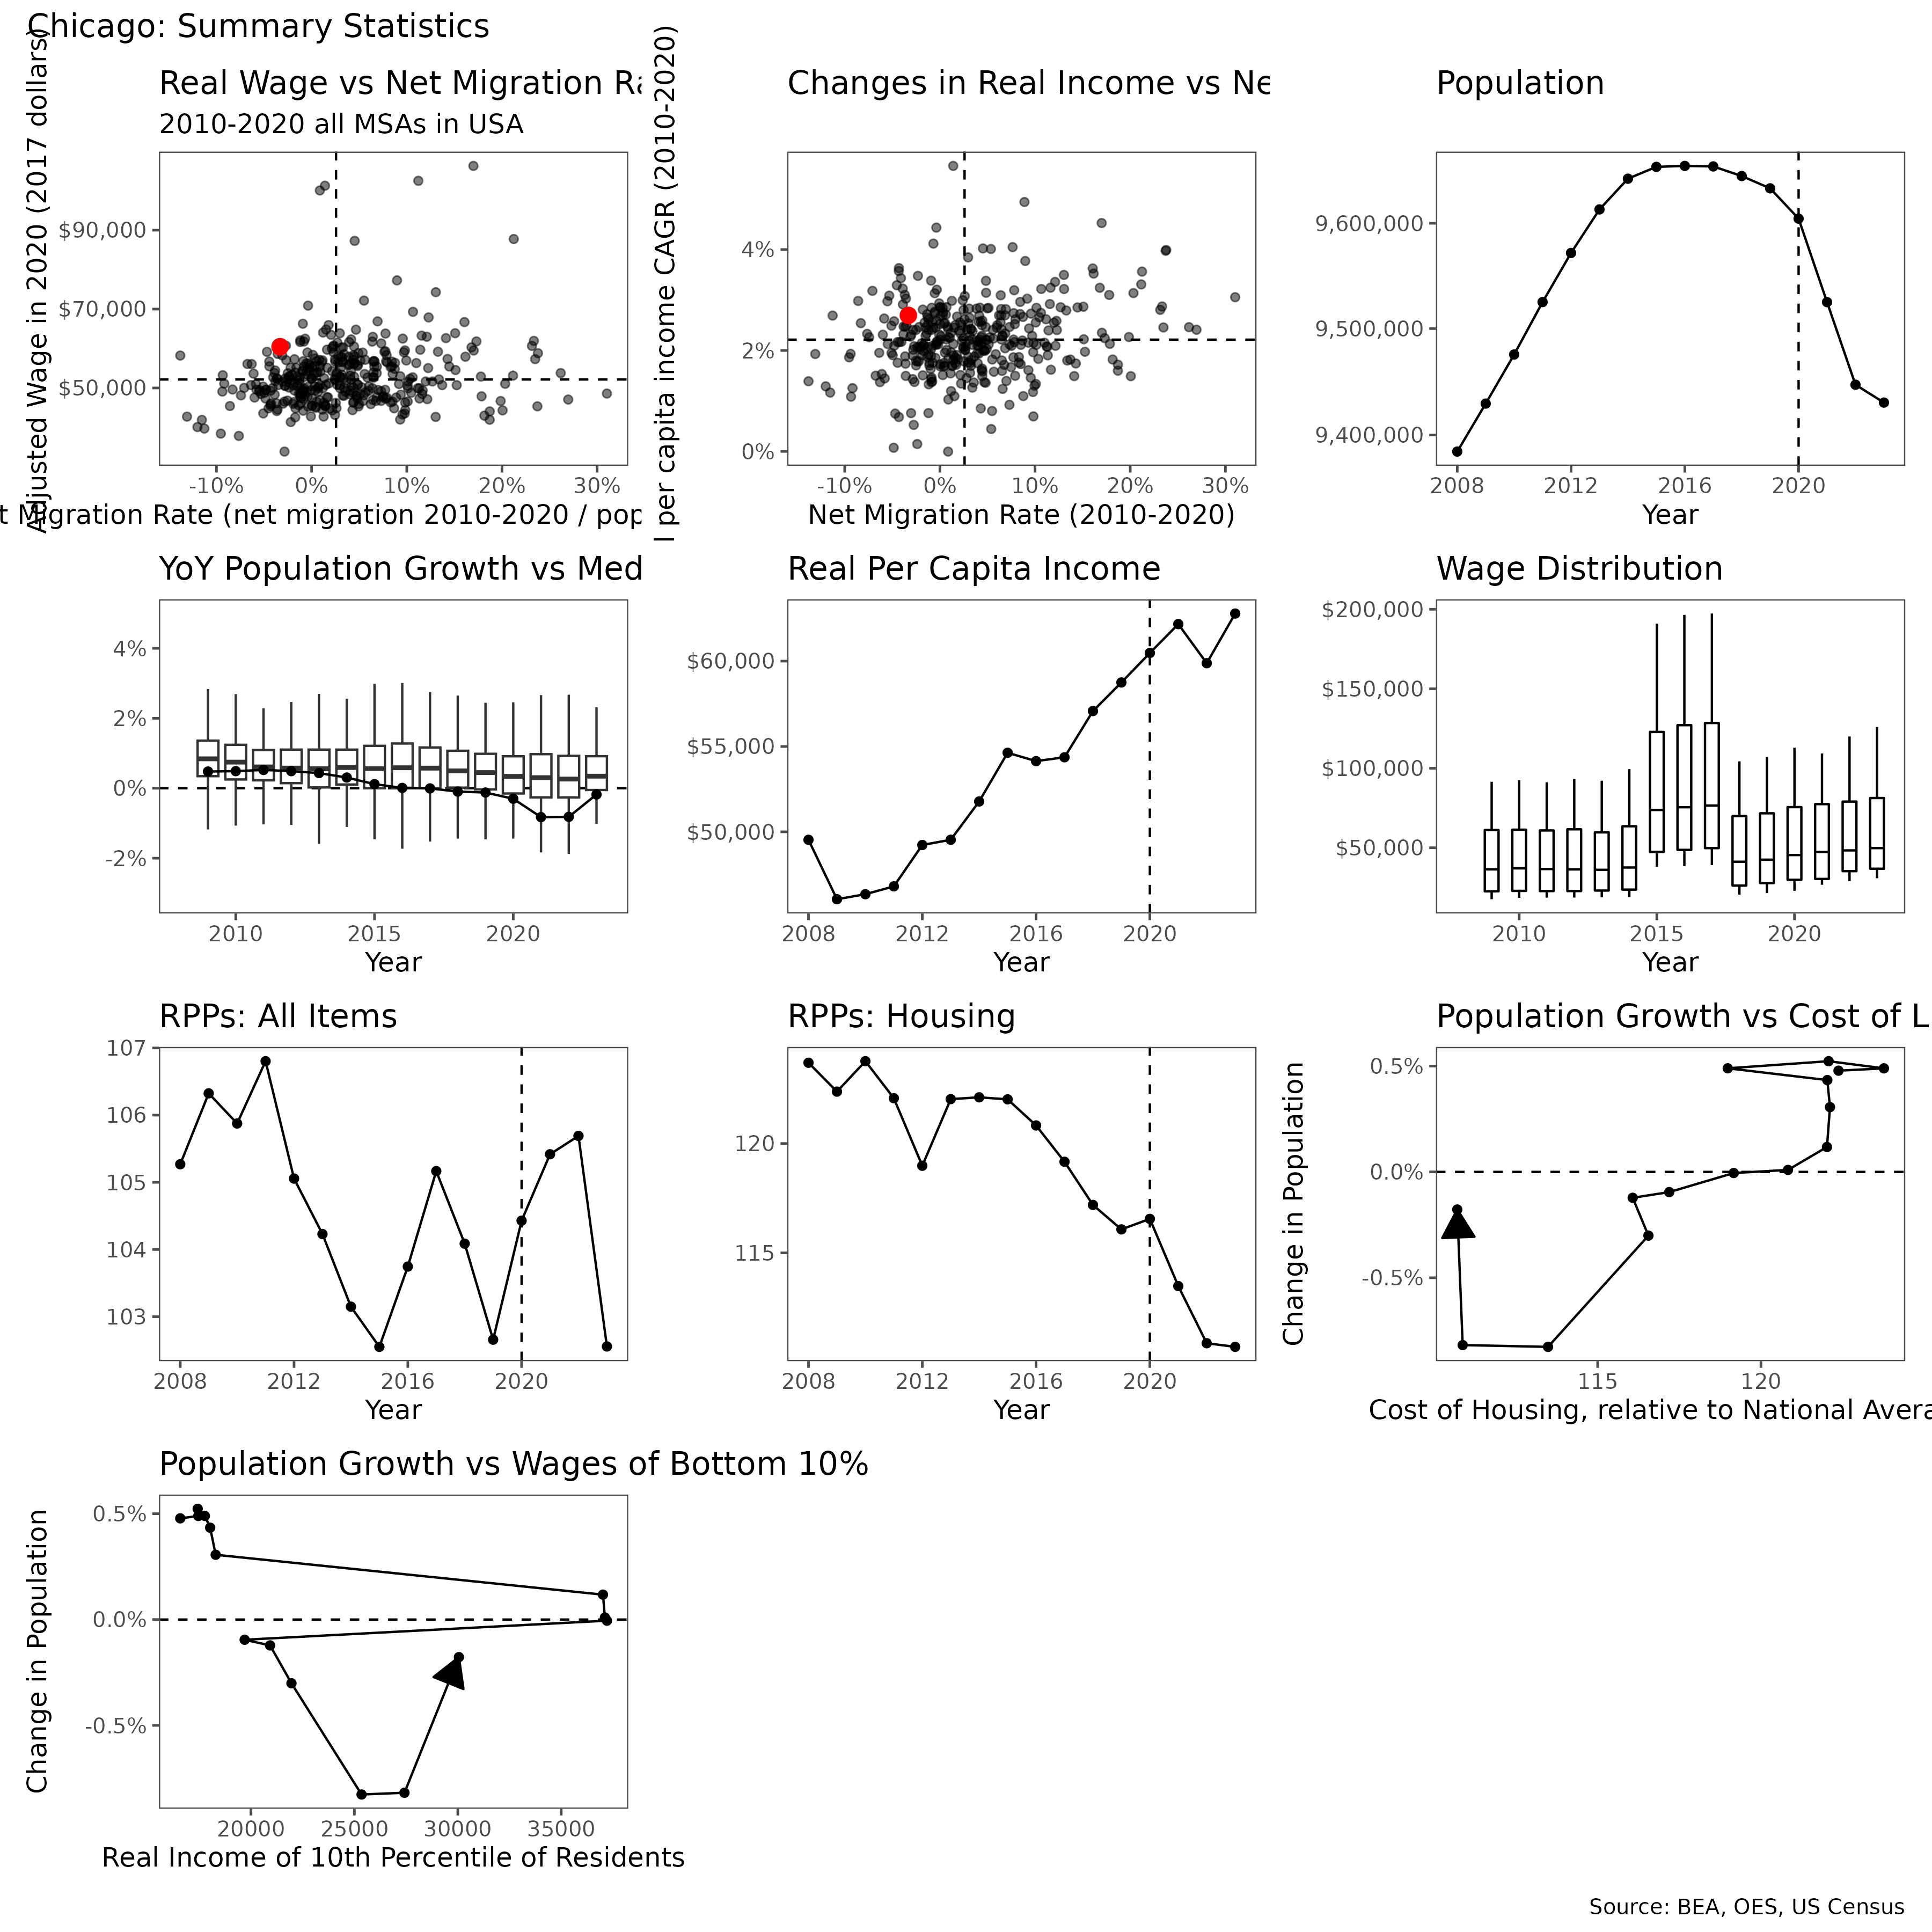 Chicago: Summary Statistics
Real Wage vs Net Migration
2010-2020 all MSAs in USA
Adjusted Wage in 2020 (2017 dollars)
$90,000
$70,000
$50,000
-10% 0% 10% 20% 30%
Migration Rate (net migration 2010-2020 / pop
Changes in Real Income vs
per capita income CAGR (2010-2020)
4%
2%
0%
-10% 0% 10% 20% 30%
Net Migration Rate (2010-2020)
Population
9,600,000
9,500,000
9,400,000
2008 2012 2016 2020
Year
YoY Population Growth vs Med
4%
2%
0%
-2%
2010 2015 2020
Year
Real Per Capita Income
$60,000
$55,000
$50,000
2008 2012 2016 2020
Year
Wage Distribution
$200,000
$150,000
$100,000
$50,000
2010 2015 2020
Year
RPPs: All Items
107
106
105
104
103
2008 2012 2016 2020
Year
RPPs: Housing
120
115
2008 2012 2016 2020
Year
Population Growth vs Cost of L
Change in Population
0.5%
0.0%
-0.5%
115 120
Cost of Housing, relative to National Avera
Population Growth vs Wages of Bottom 10%
Change in Population
0.5%
0.0%
-0.5%
20000 25000 30000 35000
Real Income of 10th Percentile of Residents
Source: BEA, OES, US Census